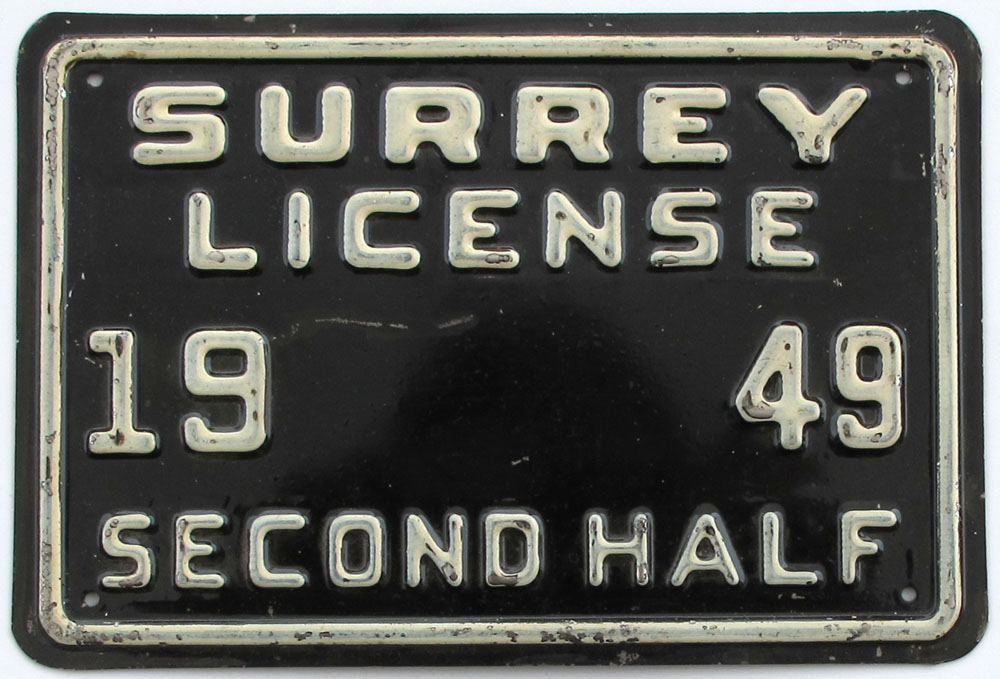 SURREY
LICENSE
19 49
SECOND HALF